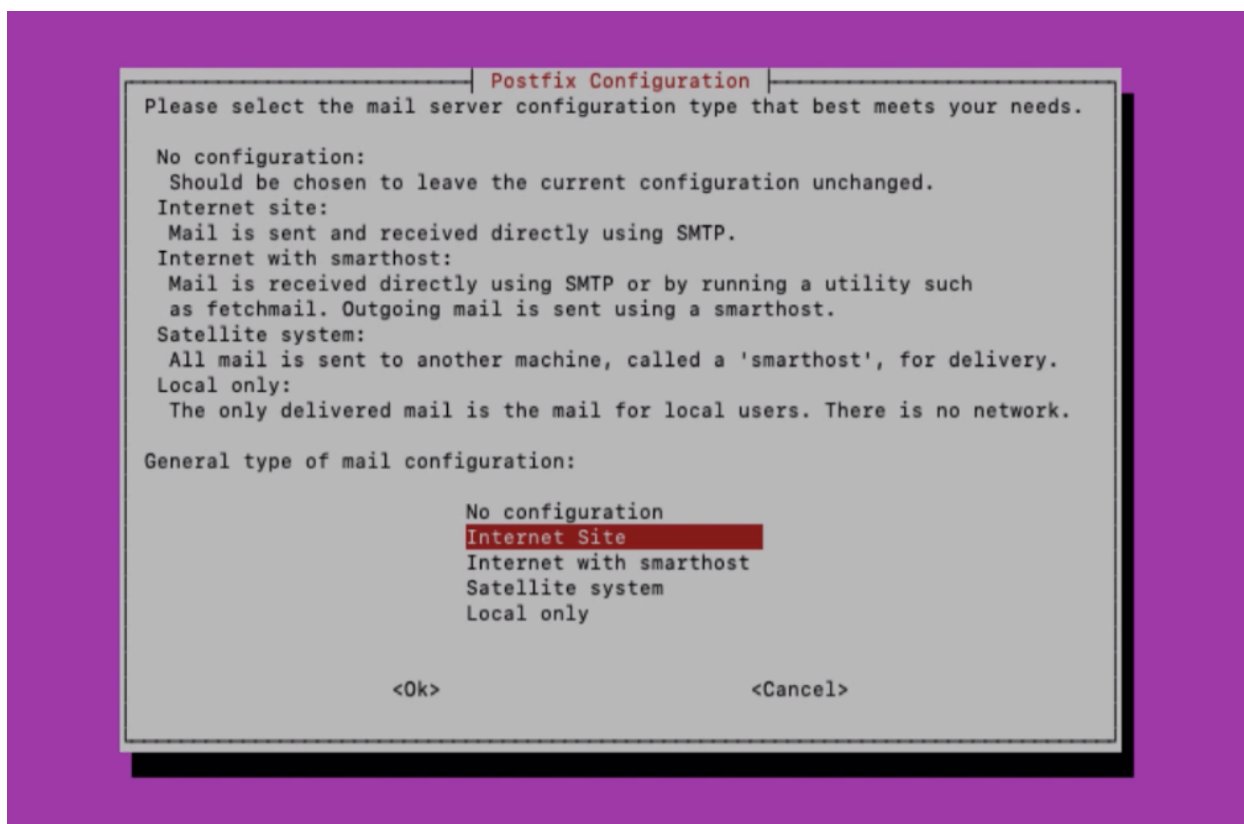 Postfix Configuration
Please select the mail server configuration type that best meets your needs.
No configuration:
Should be chosen to leave the current configuration unchanged.
Internet site:
Mail is sent and received directly using SMTP.
Internet with smarthost:
Mail is received directly using SMTP or by running a utility such
as fetchmail. Outgoing mail is sent using a smarthost.
Satellite system:
All mail is sent to another machine, called a 'smarthost', for delivery.
Local only:
The only delivered mail is the mail for local users. There is no network.
General type of mail configuration:
No configuration
Internet Site
Internet with smarthost
Satellite system
Local only
<Ok> <Cancel>